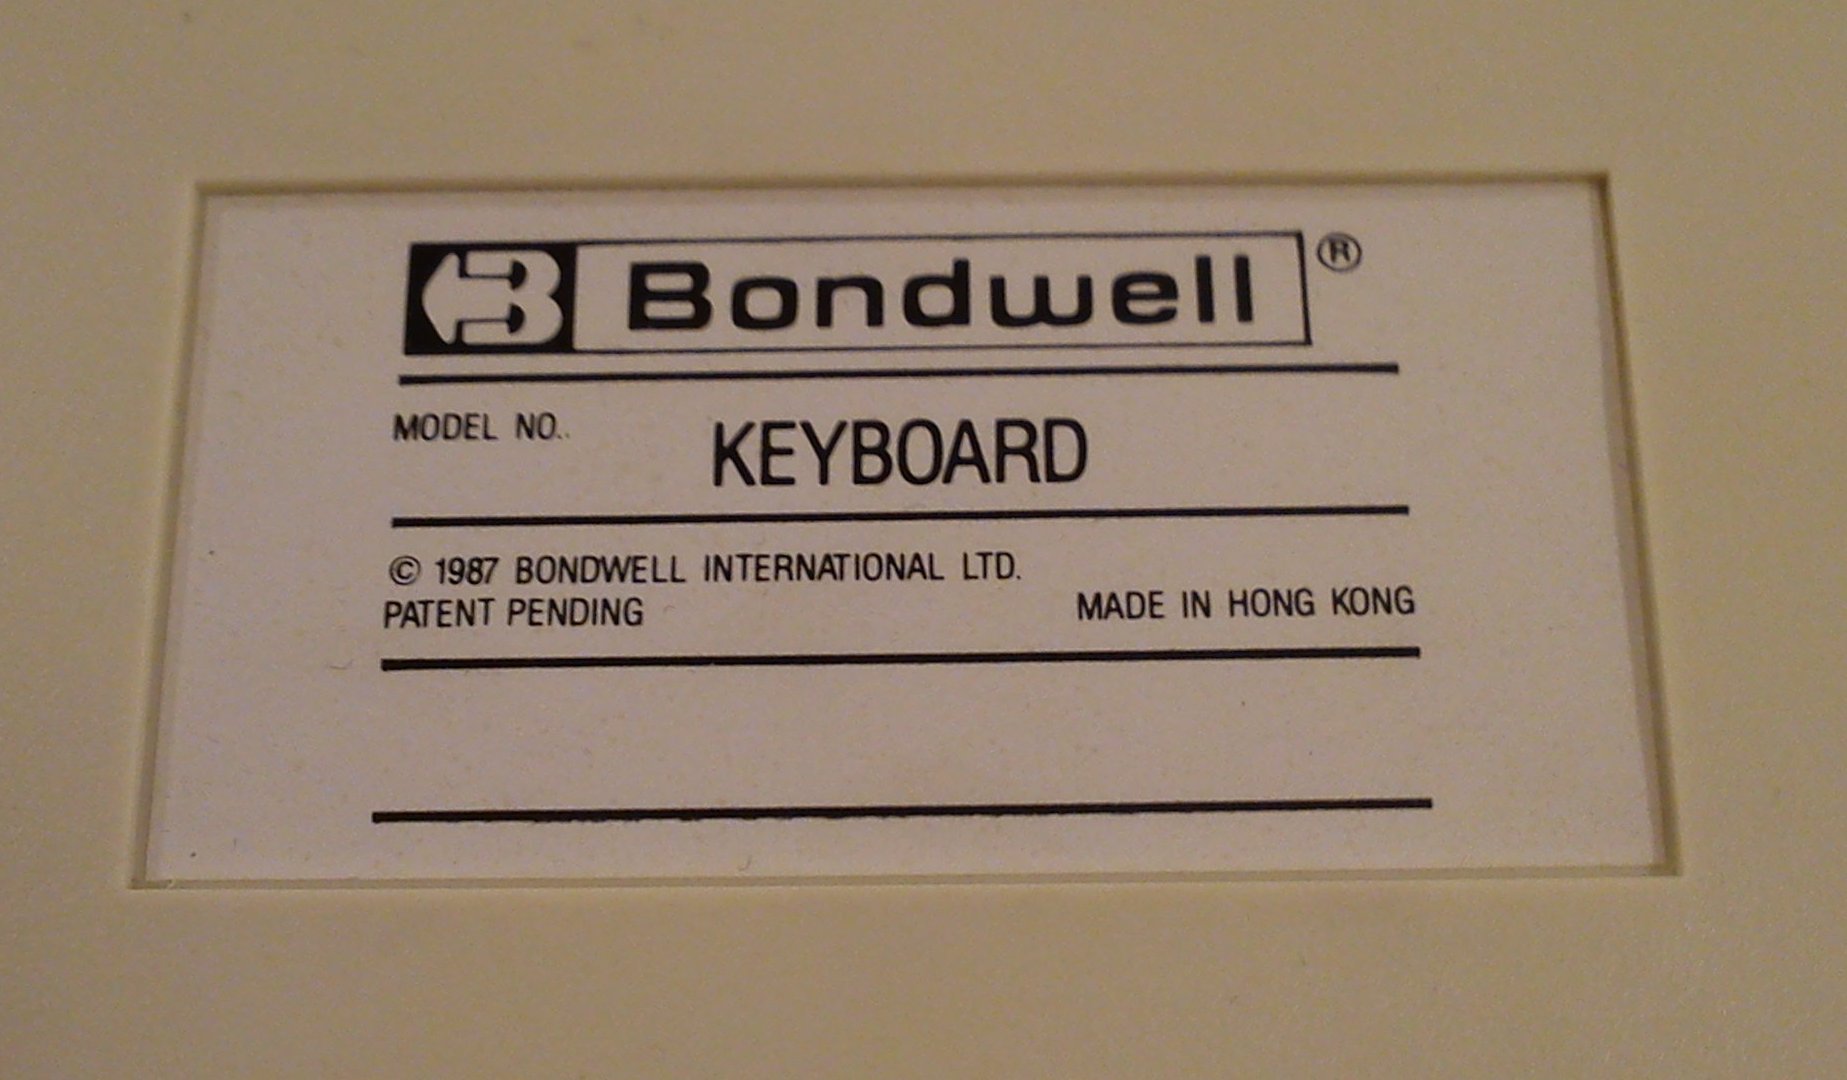 Bondwell ®
MODEL NO.. KEYBOARD
© 1987 BONDWELL INTERNATIONAL LTD.
PATENT PENDING MADE IN HONG KONG